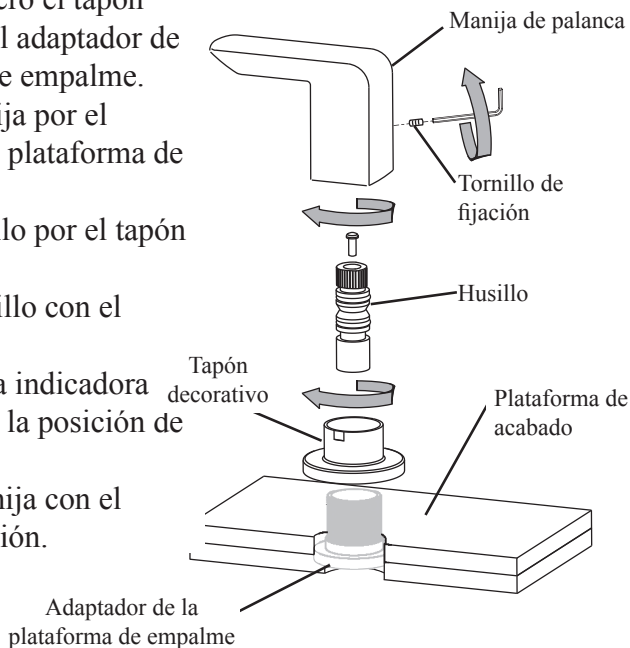 ero el tapón
l adaptador de
e empalme.
ija por el
plataforma de
lo por el tapón
illo con el
a indicadora
la posición de
nija con el
ión.
Manija de palanca
Tornillo de
fijación
Husillo
Tapón
decorativo
Plataforma de
acabado
Adaptador de la
plataforma de empalme